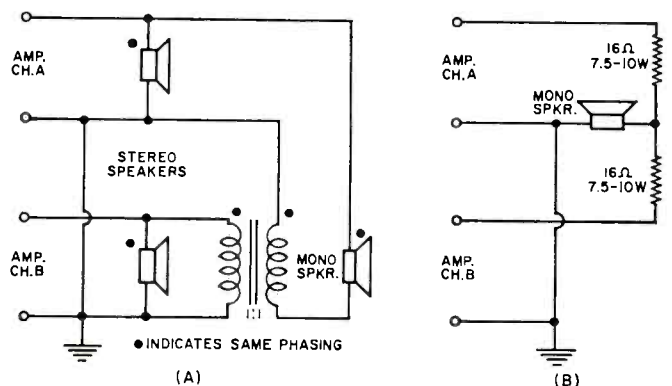 AMP.
CH.A
STEREO
SPEAKERS
AMP.
CH.B
MONO
SPKR.
●INDICATES SAME PHASING
(A)
AMP.
CH.A
16Ω
7.5-10W
MONO
SPKR.
16Ω
7.5-10W
AMP.
CH.B
(B)